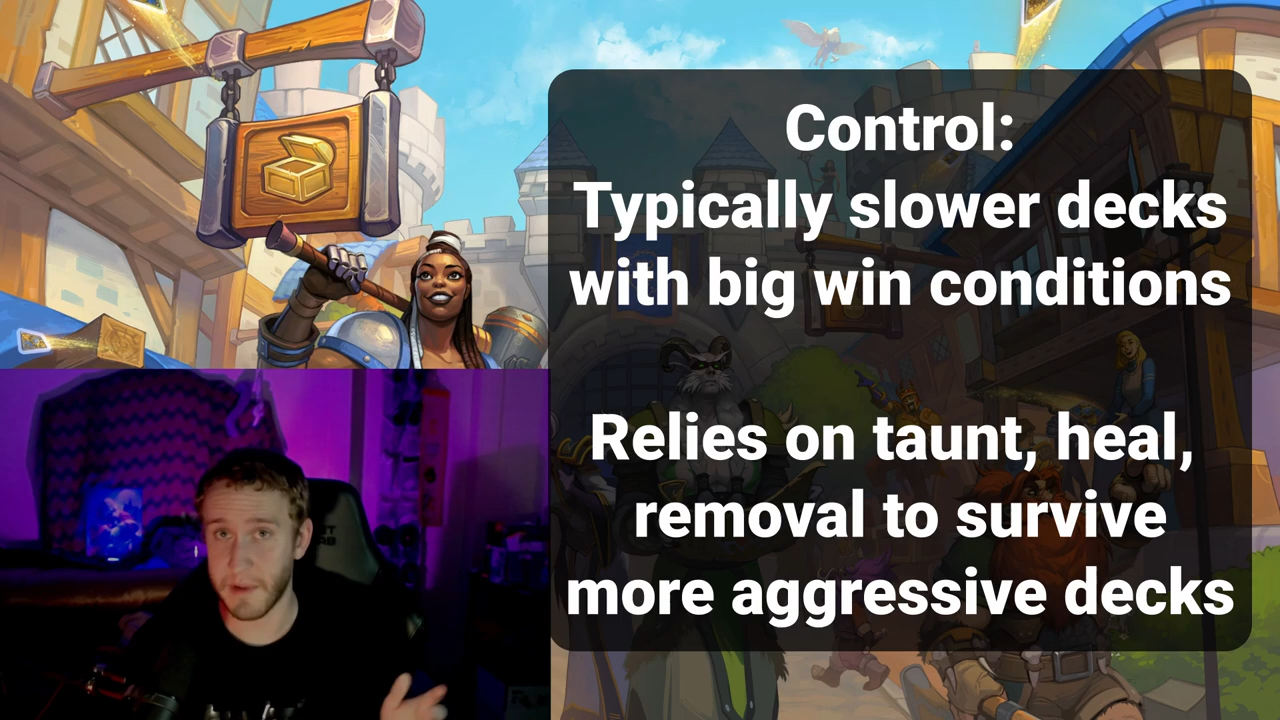 Control:
Typically slower decks
with big win conditions
Relies on taunt, heal,
removal to survive
more aggressive decks